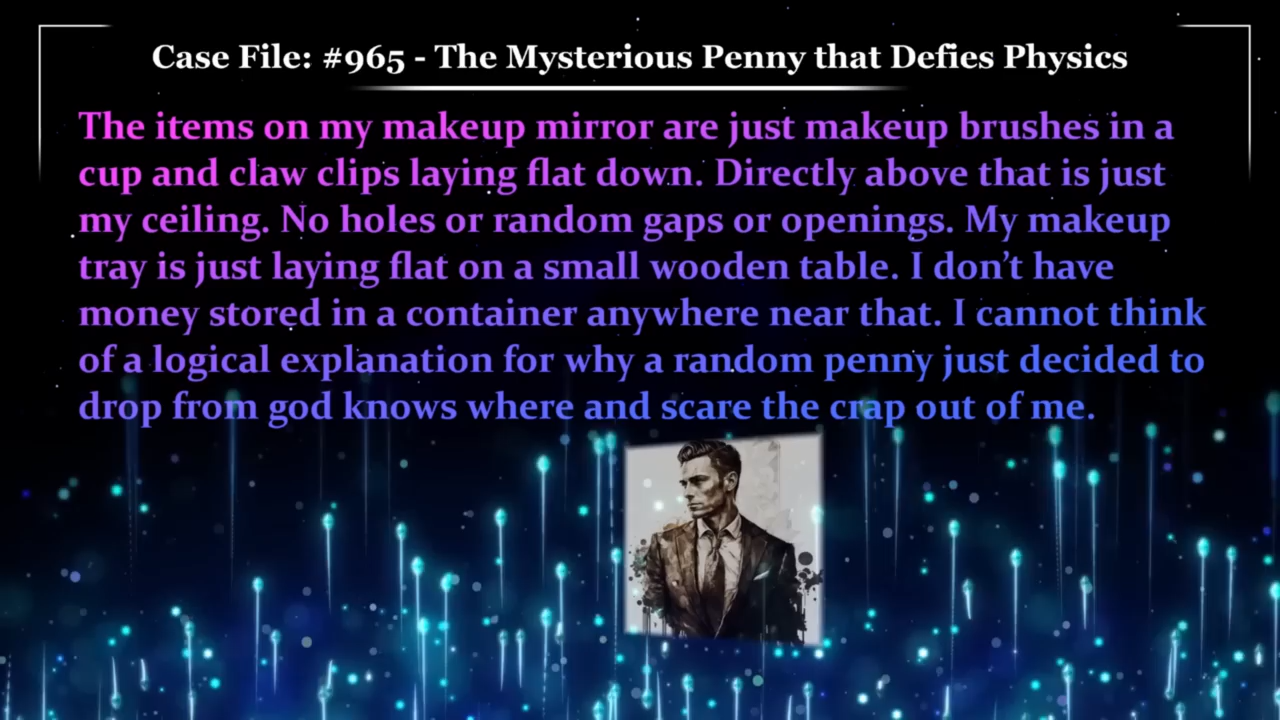 Case File: #965 - The Mysterious Penny that Defies Physics
The items on my makeup mirror are just makeup brushes in a
cup and claw clips laying flat down. Directly above that is just
my ceiling. No holes or random gaps or openings. My makeup
tray is just laying flat on a small wooden table. I don’t have
money stored in a container anywhere near that. I cannot think
of a logical explanation for why a random penny just decided to
drop from god knows where and scare the crap out of me.